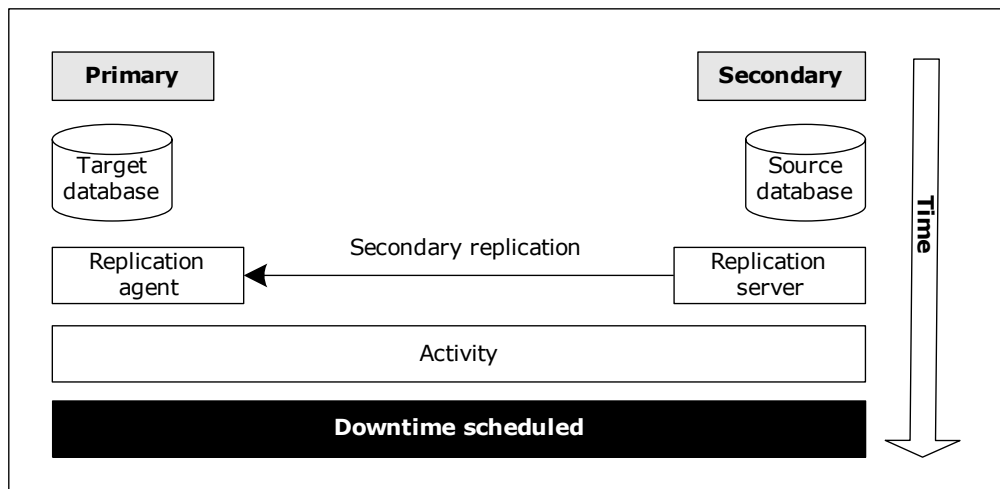 Primary
Secondary
Target
database
Source
database
Time
Secondary replication
Replication
agent
Replication
server
Activity
Downtime scheduled